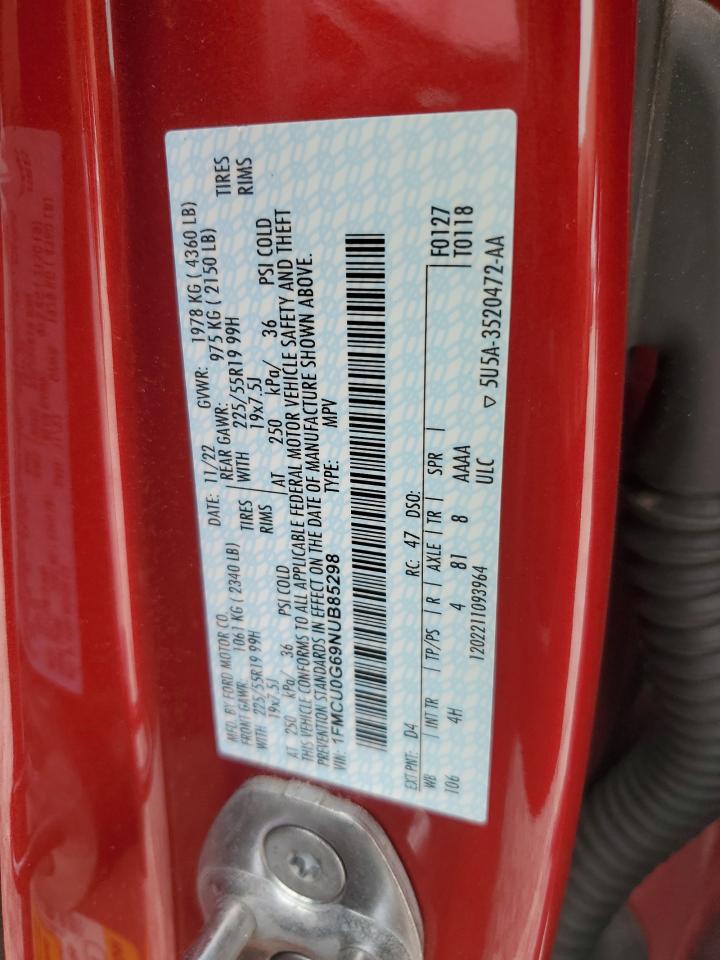 MFD. BY FORD MOTOR CO.
DATE: 11/22 GVWR: 1978 KG ( 4360 LB)
FRONT GAWR: 1061 KG ( 2340 LB) REAR GAWR: 975 KG ( 2150 LB)
WITH 225/55R19 99H TIRES WITH 225/55R19 99H TIRES
19x7.5J RIMS 19x7.5J RIMS
AT 250 kPa/ 36 PSI COLD AT 250 kPa/ 36 PSI COLD
THIS VEHICLE CONFORMS TO ALL APPLICABLE FEDERAL MOTOR VEHICLE SAFETY AND THEFT
PREVENTION STANDARDS IN EFFECT ON THE DATE OF MANUFACTURE SHOWN ABOVE.
VIN: 1FMCU0G69NUB85298 TYPE: MPV
EXT PNT: D4 RC: 47 DSO: F0127
WB INT TR TP/PS R AXLE TR SPR T0118
106 4H 4 81 8 AAAA
1202211093964 ULC ▽ 5U5A-3520472-AA